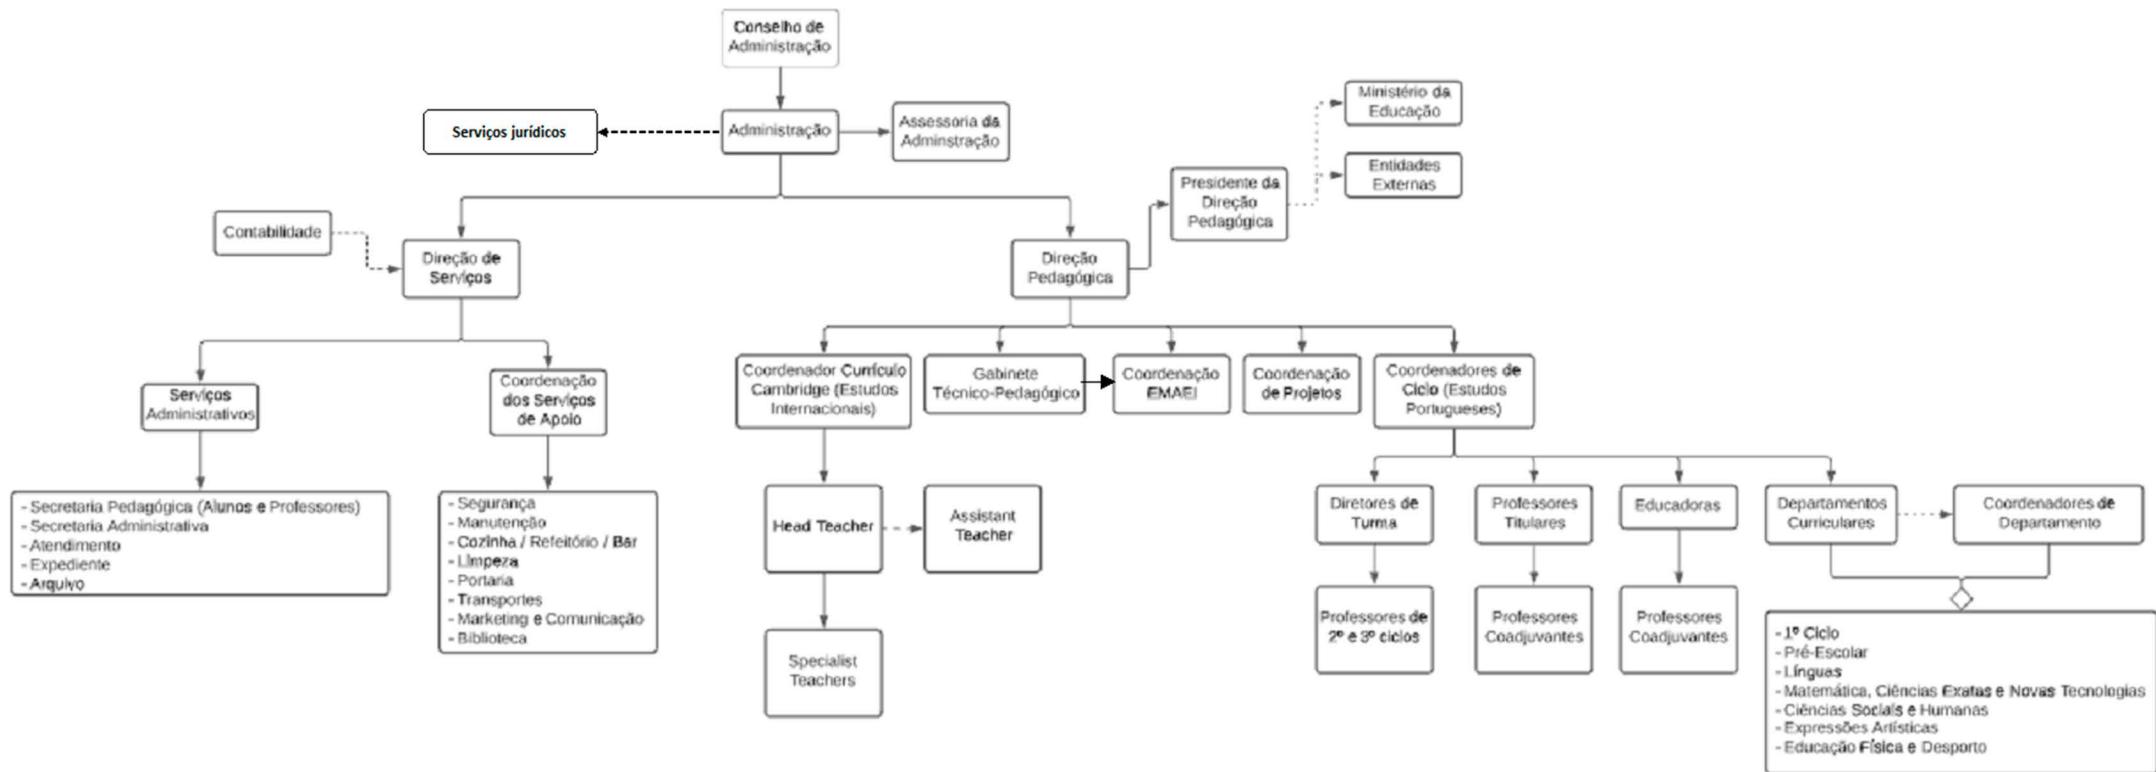 Conselho de
Administração
Serviços jurídicos
Administração
Assessoria da
Adminstração
Ministério da
Educação
Entidades
Externas
Presidente da
Direção
Pedagógica
Contabilidade
Direção de
Serviços
Direção
Pedagógica
Serviços
Administrativos
Coordenação
dos Serviços
de Apoio
Coordenador Currículo
Cambridge (Estudos
Internacionais)
Gabinete
Técnico-Pedagógico
Coordenação
EMAEI
Coordenação
de Projetos
Coordenadores de
Ciclo (Estudos
Portugueses)
- Secretaria Pedagógica (Alunos e Professores)
- Secretaria Administrativa
- Atendimento
- Expediente
- Arquivo
- Segurança
- Manutenção
- Cozinha / Refeitório / Bar
- Limpeza
- Portaria
- Transportes
- Marketing e Comunicação
- Biblioteca
Head Teacher
Assistant
Teacher
Specialist
Teachers
Diretores de
Turma
Professores
Titulares
Educadoras
Departamentos
Curriculares
Coordenadores de
Departamento
Professores de
2º e 3º ciclos
Professores
Coadjuvantes
Professores
Coadjuvantes
- 1º Ciclo
- Pré-Escolar
- Línguas
- Matemática, Ciências Exatas e Novas Tecnologias
- Ciências Sociais e Humanas
- Expressões Artísticas
- Educação Física e Desporto